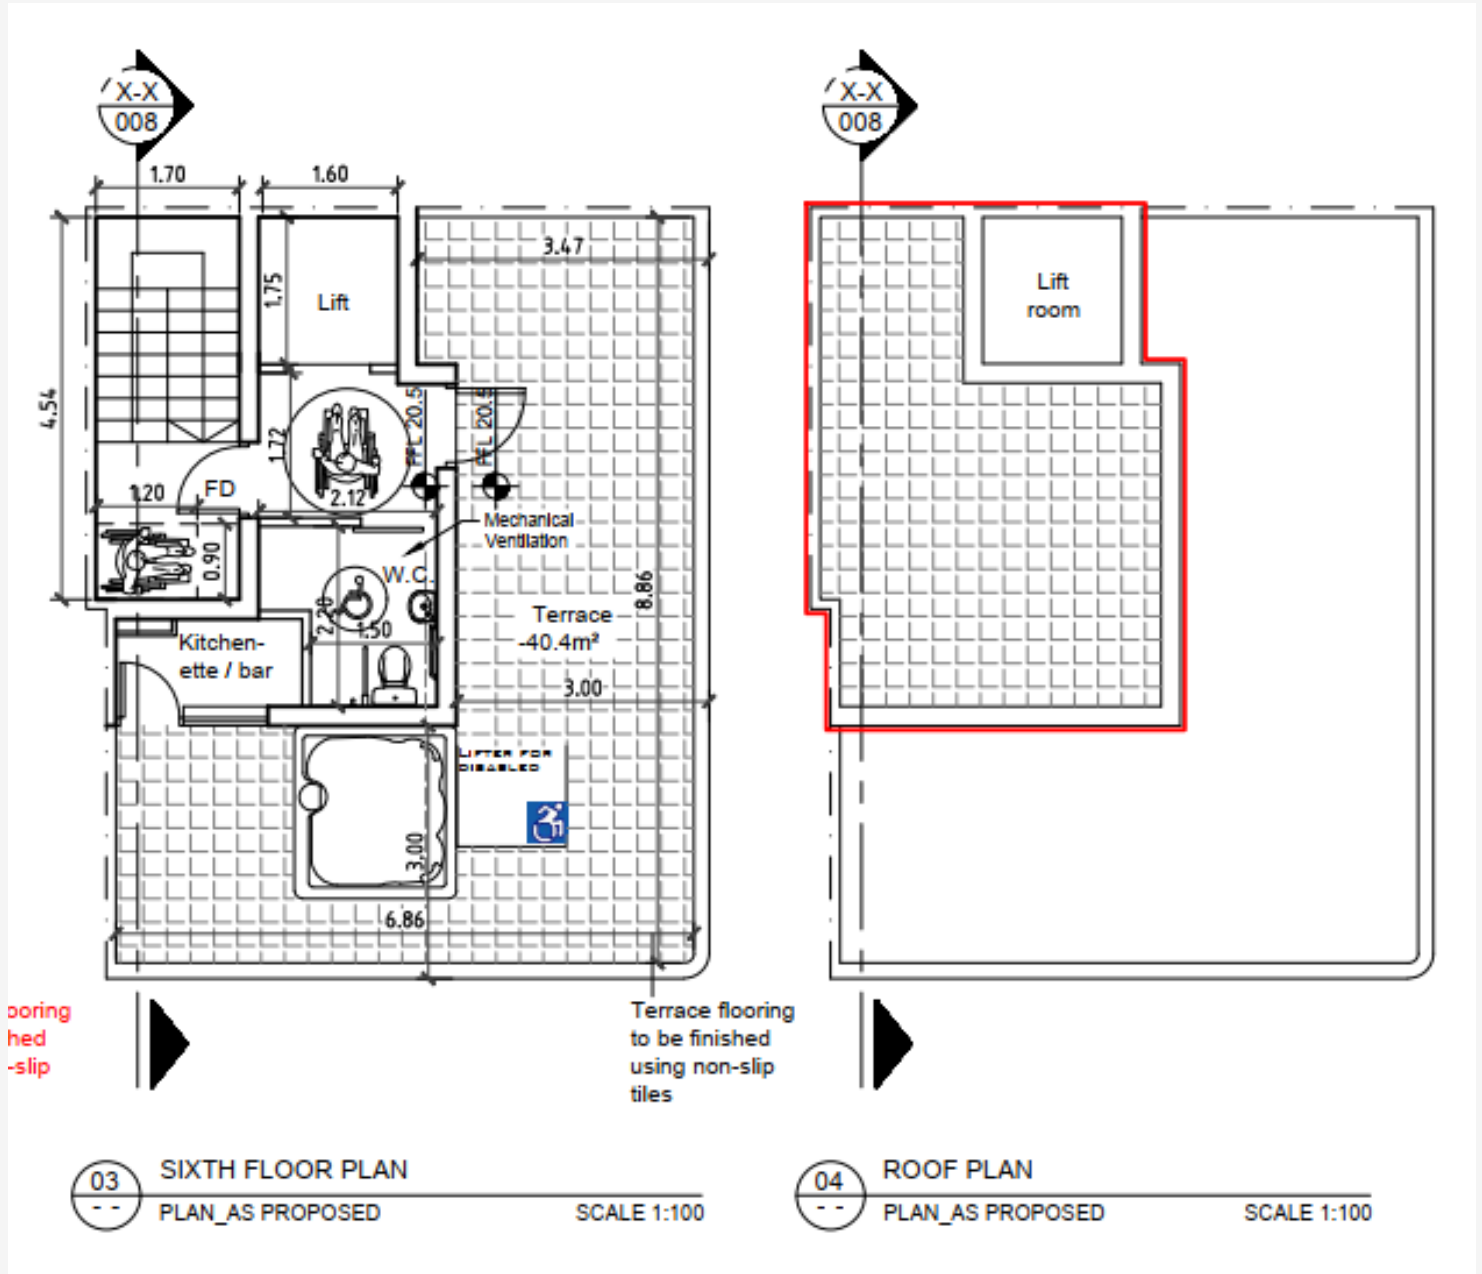 X-X
008
X-X
008
1.70
1.60
3.47
1.75
Lift
Lift
room
4.54
FFL 20.5
FFL 20.5
1.72
2.12
1.20
FD
Mechanical
Ventilation
0.90
W.C.
8.86
2.20
1.50
Terrace
-40.4m²
Kitchen-
ette / bar
3.00
LIFTER FOR
DISABLED
3.00
6.86
ooring
hed
-slip
Terrace flooring
to be finished
using non-slip
tiles
03
- -
SIXTH FLOOR PLAN
PLAN_AS PROPOSED
SCALE 1:100
04
- -
ROOF PLAN
PLAN_AS PROPOSED
SCALE 1:100